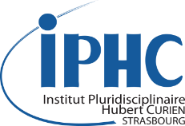 iPHC
Institut Pluridisciplinaire
Hubert CURIEN
STRASBOURG